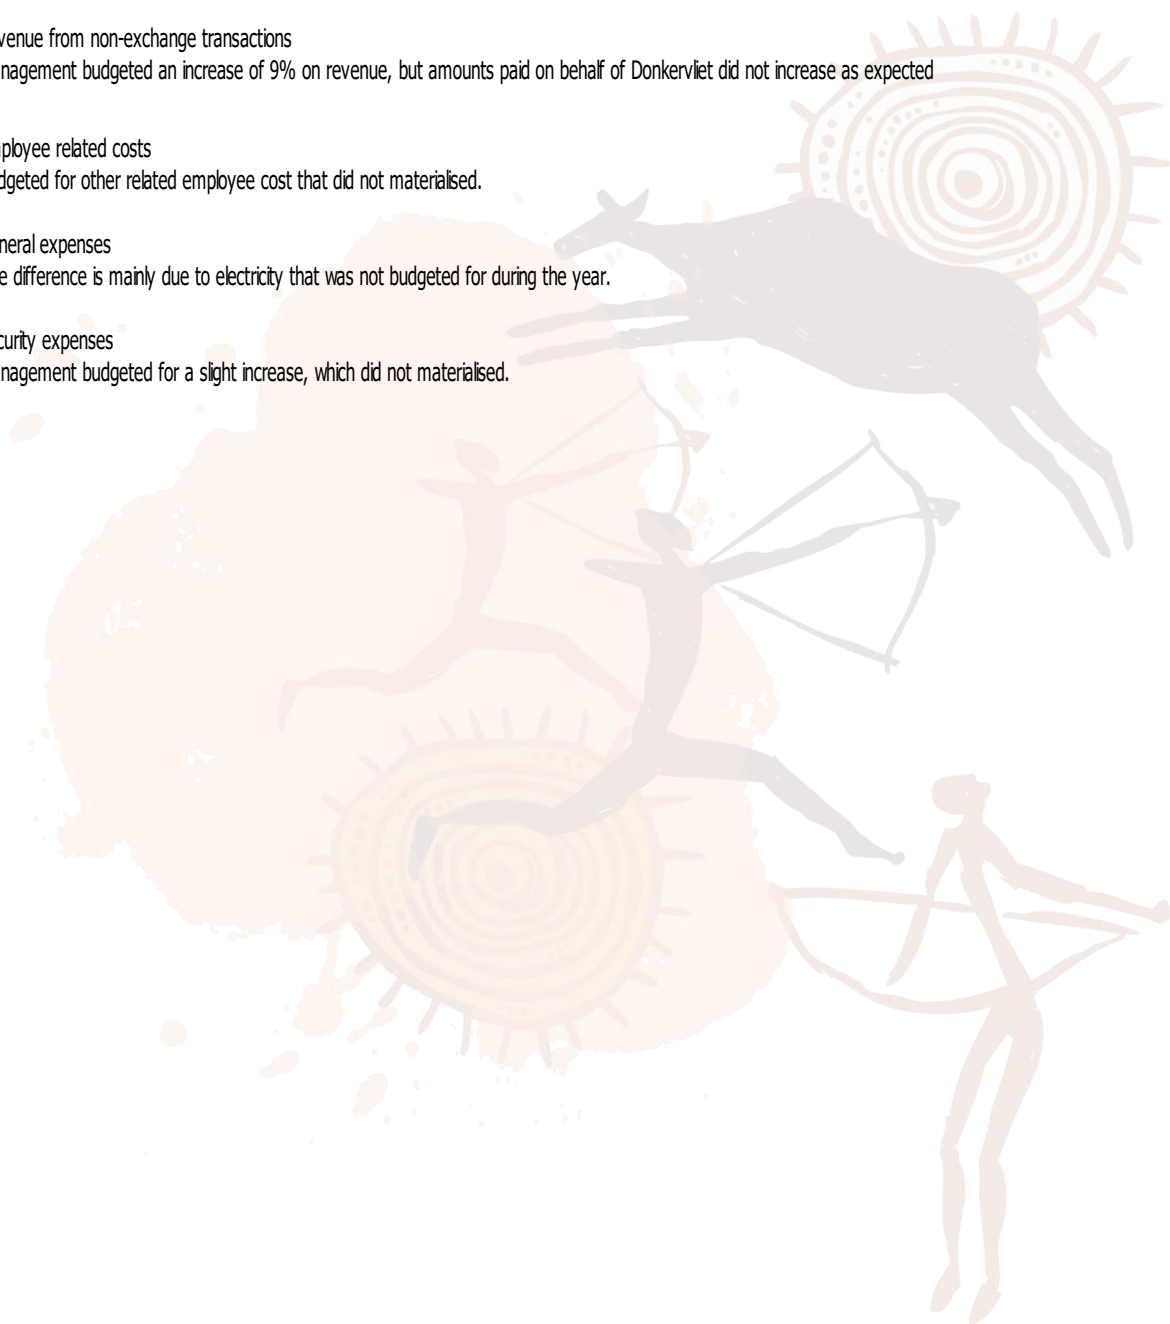 venue from non-exchange transactions
nagement budgeted an increase of 9% on revenue, but amounts paid on behalf of Donkervliet did not increase as expected
ployee related costs
dgeted for other related employee cost that did not materialised.
neral expenses
e difference is mainly due to electricity that was not budgeted for during the year.
curity expenses
nagement budgeted for a slight increase, which did not materialised.